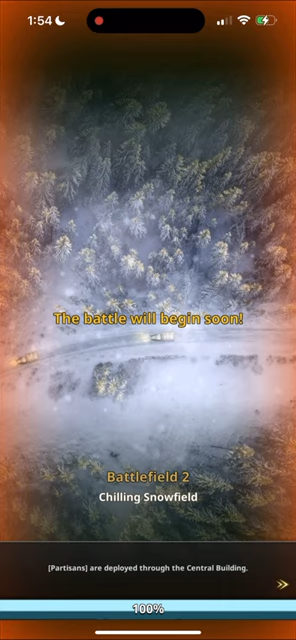 1:54
The battle will begin soon!
Battlefield 2
Chilling Snowfield
[Partisans] are deployed through the Central Building.
100%